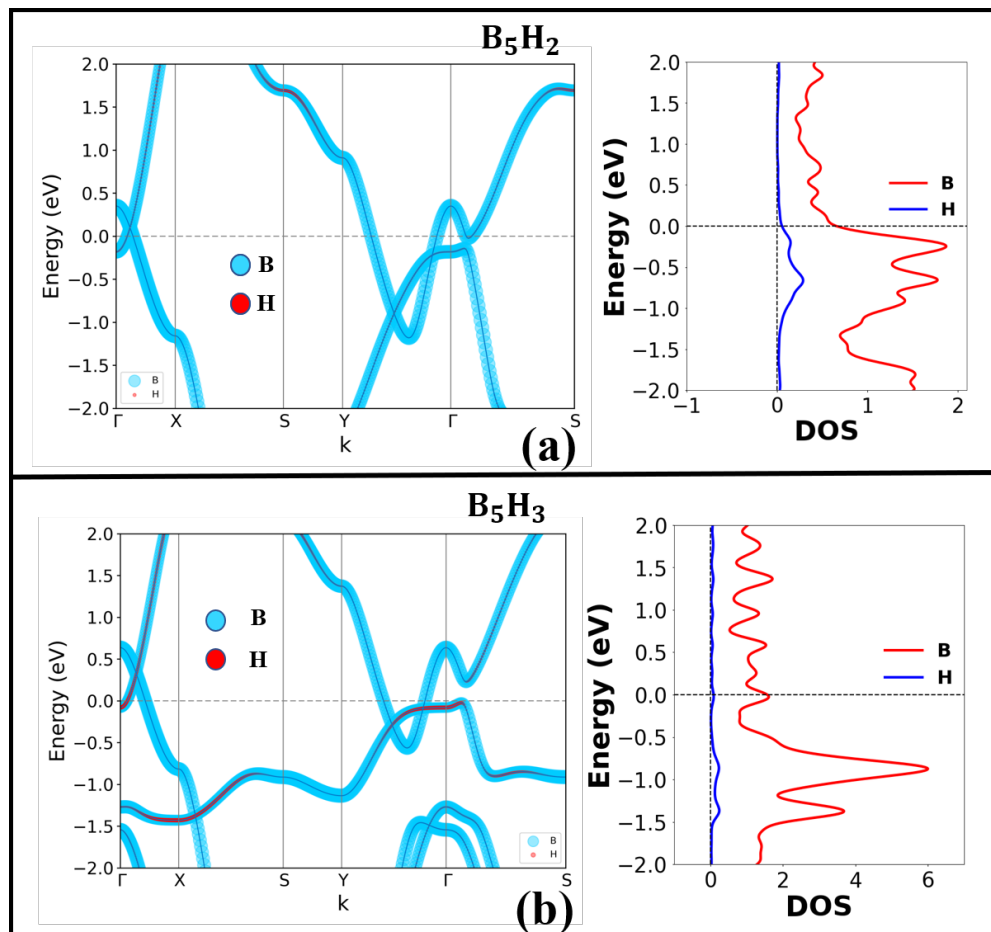 B₅H₂
2.0
1.5
1.0
0.5
0.0
−0.5
−1.0
−1.5
−2.0
Energy (eV)
B
H
B
H
Γ X S Y Γ S
k
(a)
2.0
1.5
1.0
0.5
0.0
−0.5
−1.0
−1.5
−2.0
Energy (eV)
B
H
−1 0 1 2
DOS
B₅H₃
2.0
1.5
1.0
0.5
0.0
−0.5
−1.0
−1.5
−2.0
Energy (eV)
B
H
B
H
Γ X S Y Γ S
k
(b)
2.0
1.5
1.0
0.5
0.0
−0.5
−1.0
−1.5
−2.0
Energy (eV)
B
H
0 2 4 6
DOS